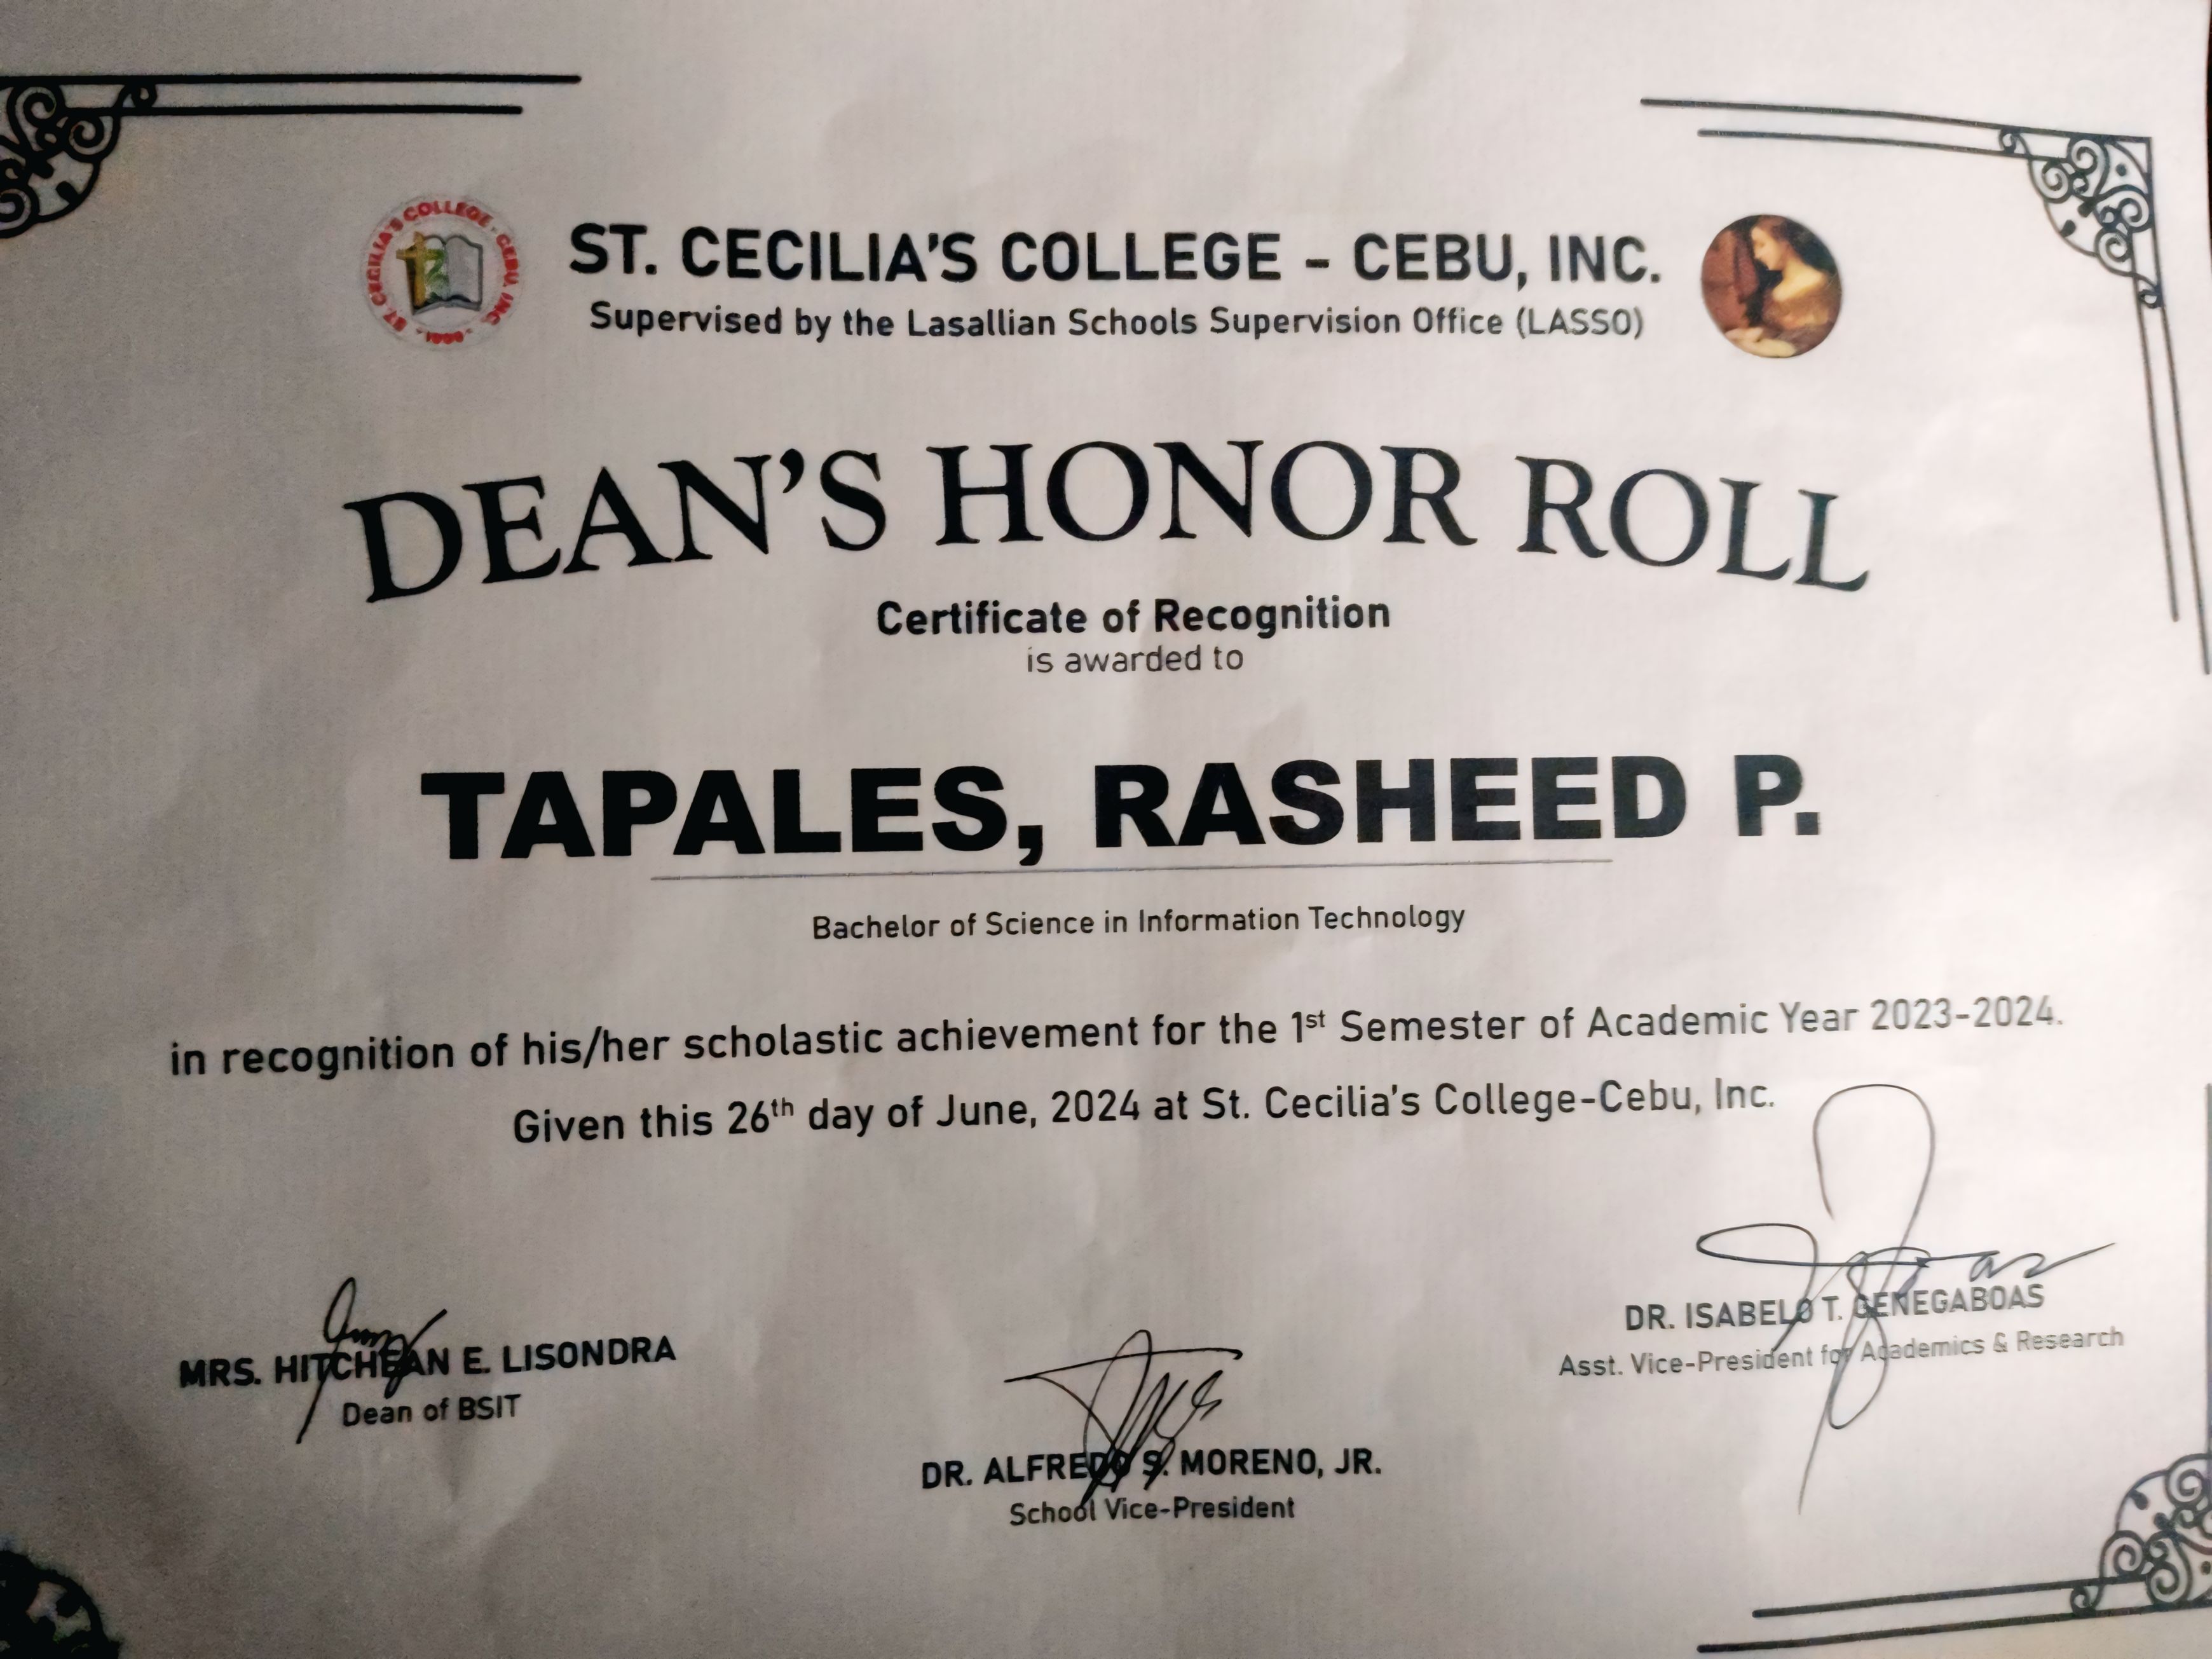 ST. CECILIA'S COLLEGE - CEBU, INC.
ST. CECILIA'S COLLEGE - CEBU, INC.
Supervised by the Lasallian Schools Supervision Office (LASSO)
DEAN'S HONOR ROLL
Certificate of Recognition
is awarded to
TAPALES, RASHEED P.
Bachelor of Science in Information Technology
in recognition of his/her scholastic achievement for the 1st Semester of Academic Year 2023-2024.
Given this 26th day of June, 2024 at St. Cecilia's College-Cebu, Inc.
MRS. HITCHEAN E. LISONDRA
Dean of BSIT
DR. ALFREDO S. MORENO, JR.
School Vice-President
DR. ISABELO T. GENEGABOAS
Asst. Vice-President for Academics & Research